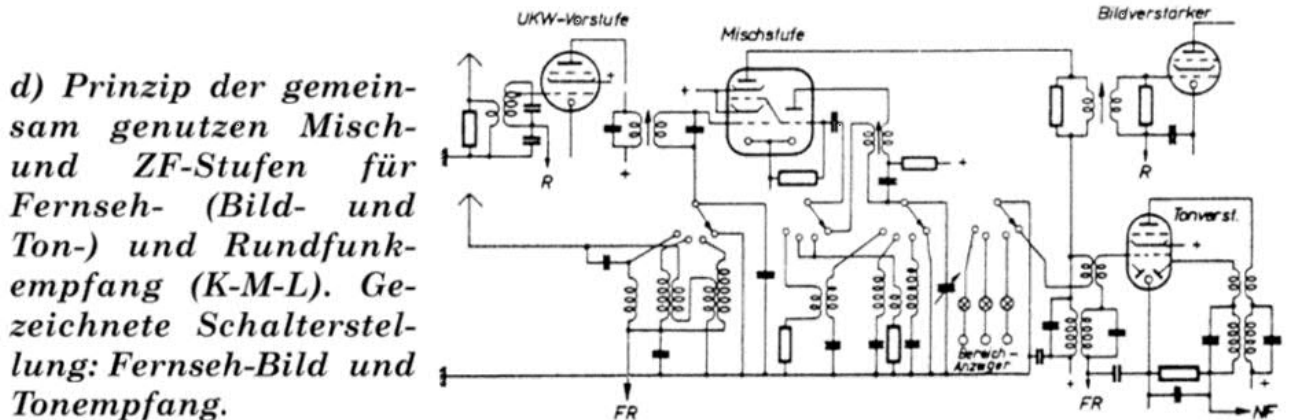 d) Prinzip der gemein-
sam genutzen Misch-
und ZF-Stufen für
Fernseh- (Bild- und
Ton-) und Rundfunk-
empfang (K-M-L). Ge-
zeichnete Schalterstel-
lung: Fernseh-Bild und
Tonempfang.
UKW-Vorstufe
Mischstufe
Bildverstärker
R
R
Tonverst.
Bereich-
Anzeiger
FR
FR
NF